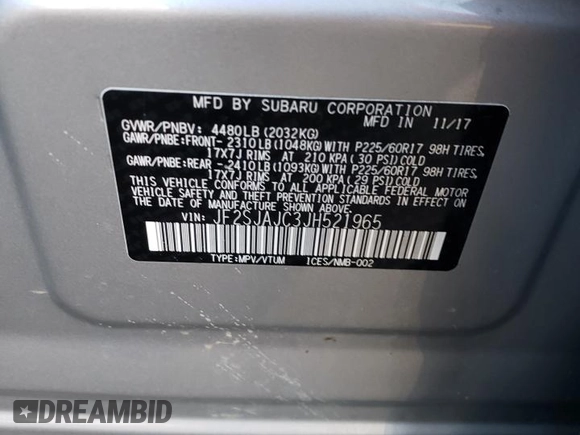 MFD BY SUBARU CORPORATION
MFD IN 11/17
GVWR/PNBV: 4480LB (2032KG)
GAWR/PNBE:FRONT-2310LB (1048KG) WITH P225/60R17 98H TIRES,
17X7J RIMS AT 210 KPA (30 PSI) COLD
GAWR/PNBE:REAR -2410LB (1093KG) WITH P225/60R17 98H TIRES,
17X7J RIMS AT 200 KPA (29 PSI) COLD
THIS VEHICLE CONFORMS TO ALL APPLICABLE FEDERAL MOTOR
VEHICLE SAFETY AND THEFT PREVENTION STANDARDS IN EFFECT ON
THE DATE OF MANUFACTURE SHOWN ABOVE.
VIN: JF2SJAJC3JH521965
TYPE:MPV/VTUM 1CES/NMB-002
DREAMBID